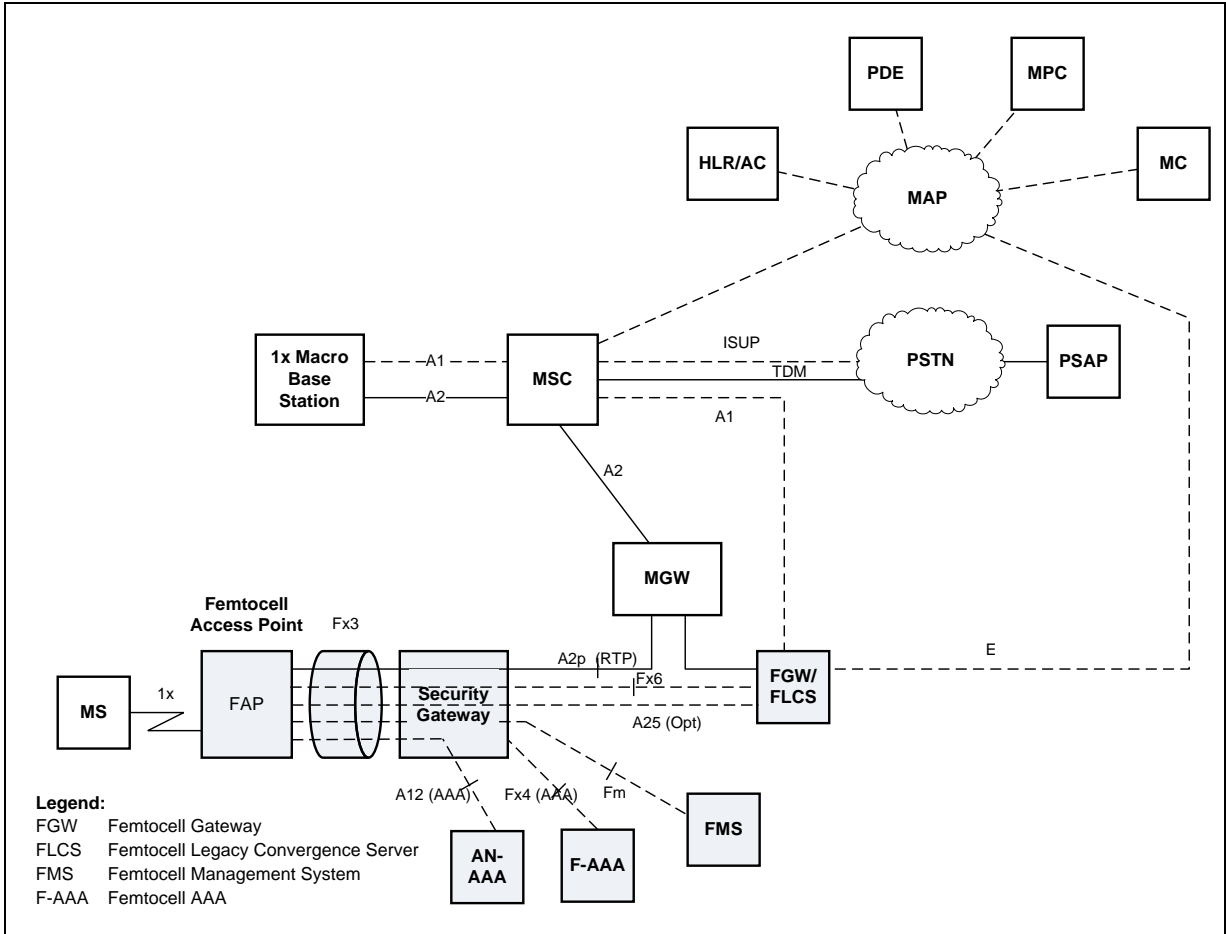 PDE
MPC
HLR/AC
MC
MAP
1x Macro
Base
Station
A1
A2
MSC
ISUP
TDM
PSTN
PSAP
A1
A2
MGW
Femtocell
Access Point
Fx3
A2p (RTP)
Fx6
E
MS
1x
FAP
Security
Gateway
FGW/
FLCS
A25 (Opt)
A12 (AAA)
Fx4 (AAA)
Fm
FMS
AN-
AAA
F-AAA
Legend:
FGW Femtocell Gateway
FLCS Femtocell Legacy Convergence Server
FMS Femtocell Management System
F-AAA Femtocell AAA